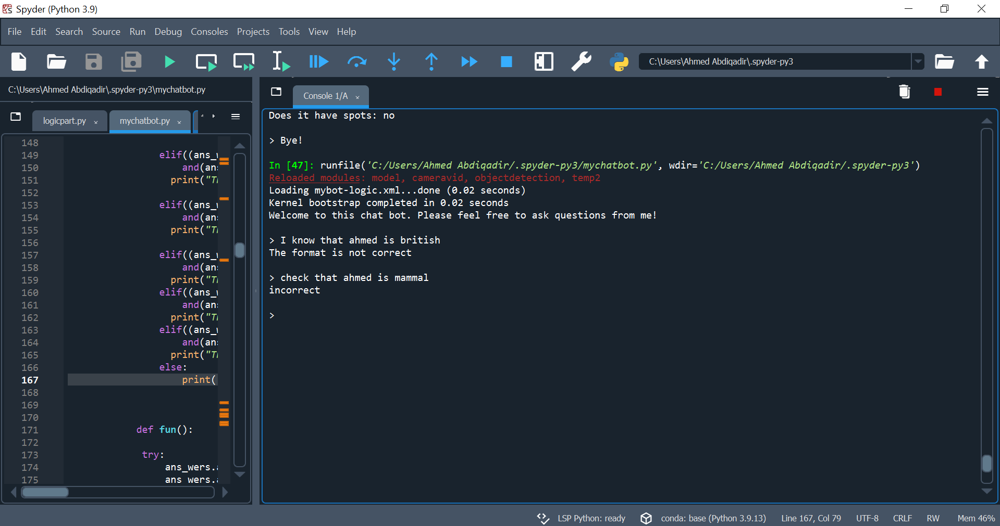 Spyder (Python 3.9)
File Edit Search Source Run Debug Consoles Projects Tools View Help
C:\Users\Ahmed Abdiqadir\.spyder-py3
C:\Users\Ahmed Abdiqadir\.spyder-py3\mychatbot.py
logicpart.py mychatbot.py
148
149 elif((ans_
150 and(an
151 print("T
152
153 elif((ans_
154 and(an
155 print("T
156
157 elif((ans_
158 and(an
159 print("T
160 elif((ans_
161 and(an
162 print("T
163 elif((ans_
164 and(an
165 print("T
166 else:
167 print(
168
169
170
171 def fun():
172
173 try:
174 ans_wers.
175 ans_wers.
Console 1/A
Does it have spots: no
> Bye!
In [47]: runfile('C:/Users/Ahmed Abdiqadir/.spyder-py3/mychatbot.py', wdir='C:/Users/Ahmed Abdiqadir/.spyder-py3')
Reloaded modules: model, cameravid, objectdetection, temp2
Loading mybot-logic.xml...done (0.02 seconds)
Kernel bootstrap completed in 0.02 seconds
Welcome to this chat bot. Please feel free to ask questions from me!
> I know that ahmed is british
The format is not correct
> check that ahmed is mammal
incorrect
>
LSP Python: ready conda: base (Python 3.9.13) Line 167, Col 79 UTF-8 CRLF RW Mem 46%